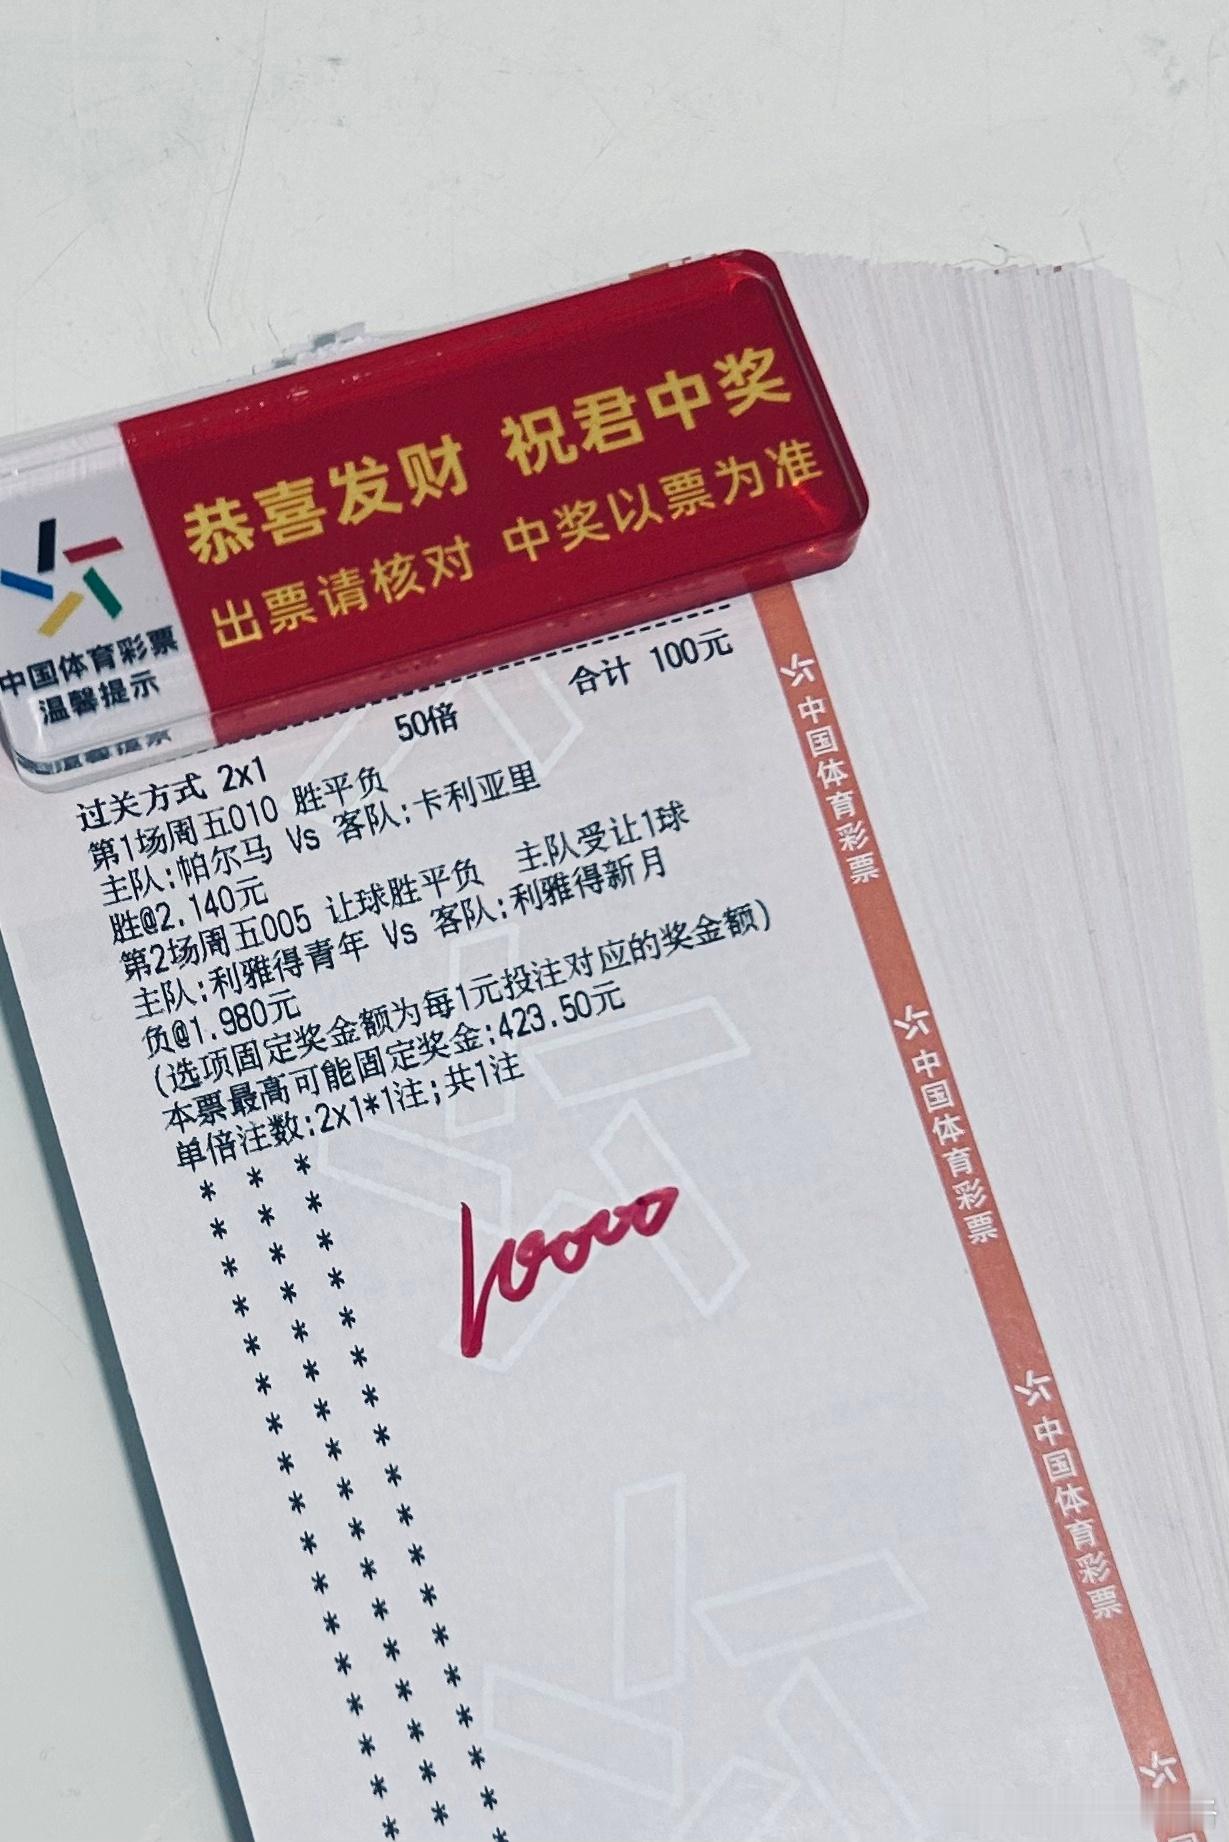 恭喜发财 祝君中奖
出票请核对 中奖以票为准
中国体育彩票
温馨提示
过关方式 2x1 50倍 合计 100元
第1场周五010 胜平负
主队:帕尔马 Vs 客队:卡利亚里
胜@2.140元
第2场周五005 让球胜平负 主队受让1球
主队:利雅得青年 Vs 客队:利雅得新月
负@1.980元
(选项固定奖金额为每1元投注对应的奖金额)
本票最高可能固定奖金:423.50元
单倍注数:2x1*1注;共1注
10000
中国体育彩票
中国体育彩票
中国体育彩票